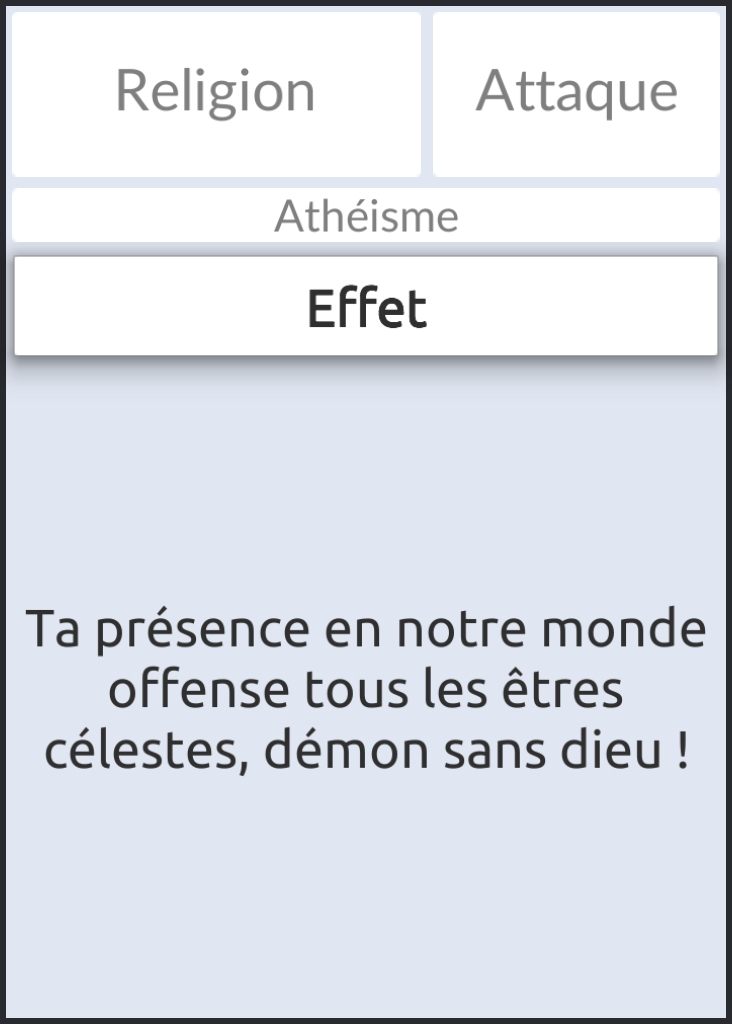 Religion
Attaque
Athéisme
Effet
Ta présence en notre monde
offense tous les êtres
célestes, démon sans dieu !